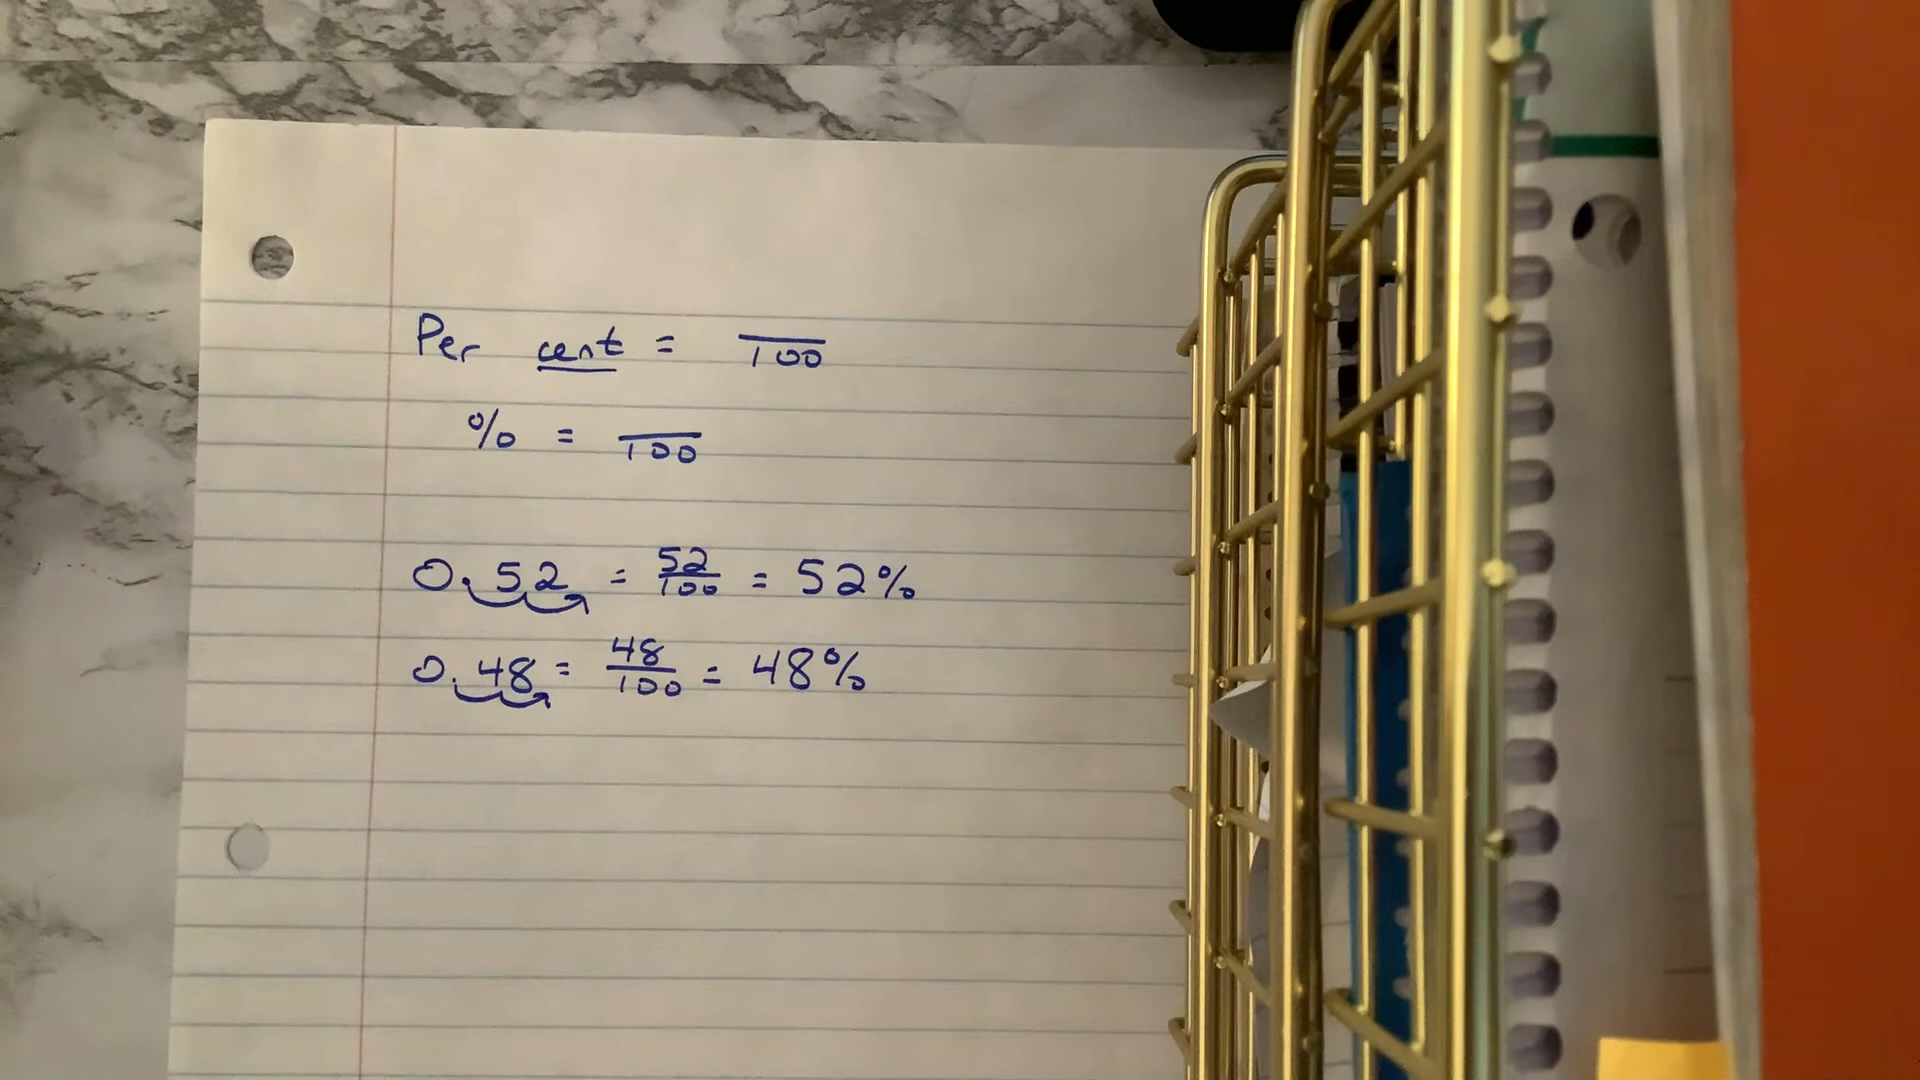 Per cent = /100
% = /100
0.52 = 52/100 = 52%
0.48 = 48/100 = 48%